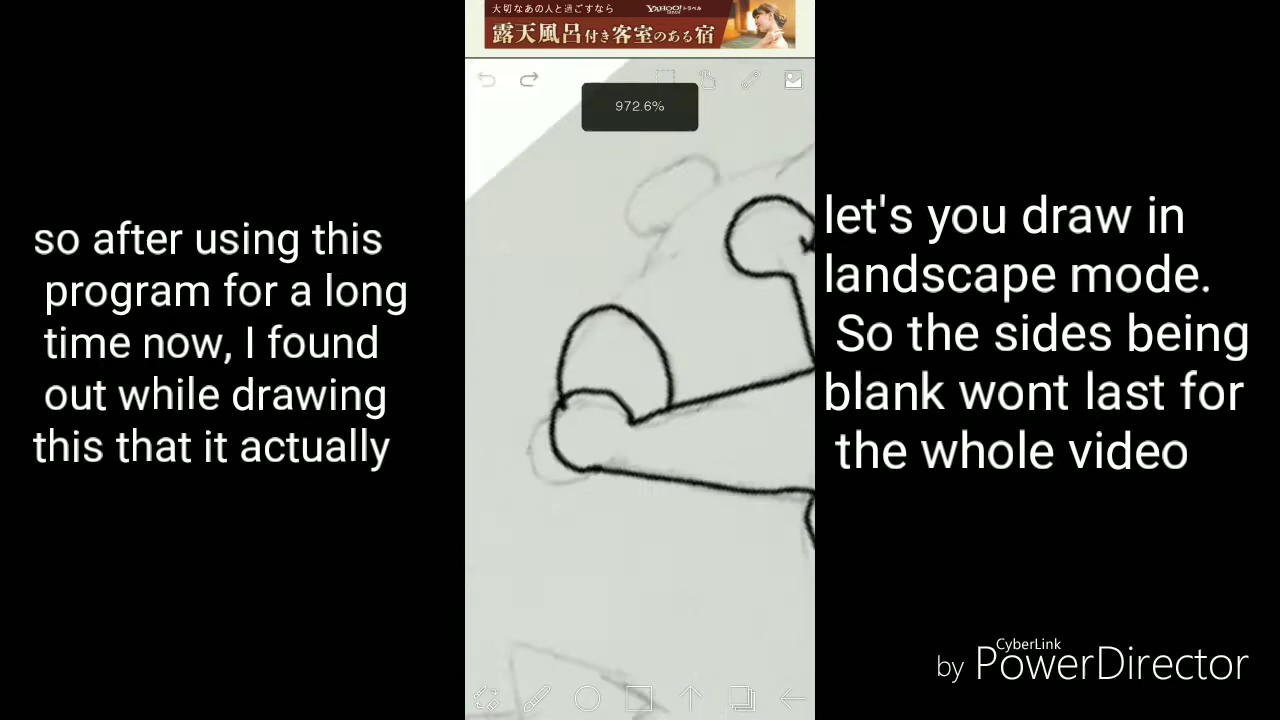 大切なあの人と過ごすなら
YAHOO!トラベル
露天風呂付き客室のある宿
972.6%
so after using this
program for a long
time now, I found
out while drawing
this that it actually
let's you draw in
landscape mode.
So the sides being
blank wont last for
the whole video
by CyberLink PowerDirector